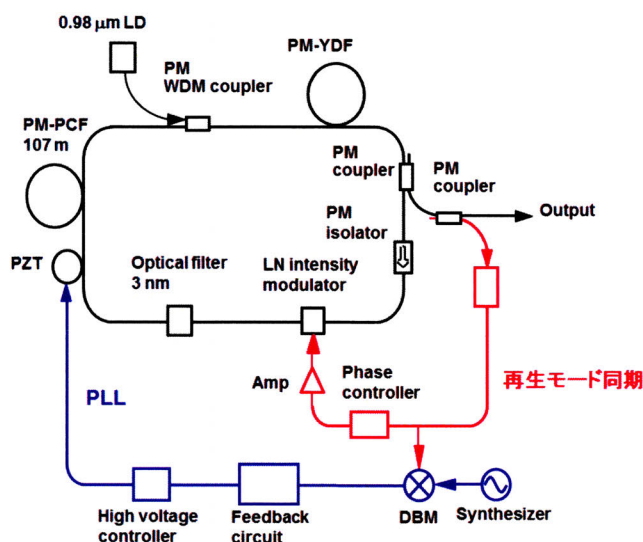 0.98 μm LD
PM
WDM coupler
PM-YDF
PM-PCF
107 m
PM
coupler
PM
coupler
Output
PM
isolator
PZT
Optical filter
3 nm
LN intensity
modulator
Amp
Phase
controller
再生モード同期
PLL
High voltage
controller
Feedback
circuit
DBM
Synthesizer